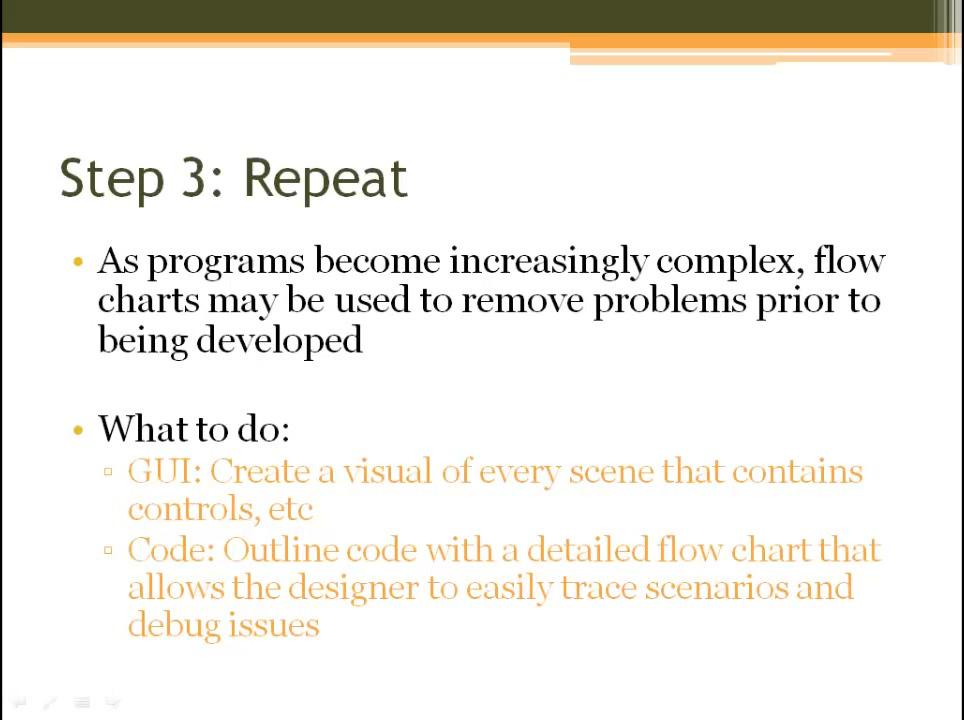 Step 3: Repeat
• As programs become increasingly complex, flow
charts may be used to remove problems prior to
being developed
• What to do:
▫ GUI: Create a visual of every scene that contains
controls, etc
▫ Code: Outline code with a detailed flow chart that
allows the designer to easily trace scenarios and
debug issues